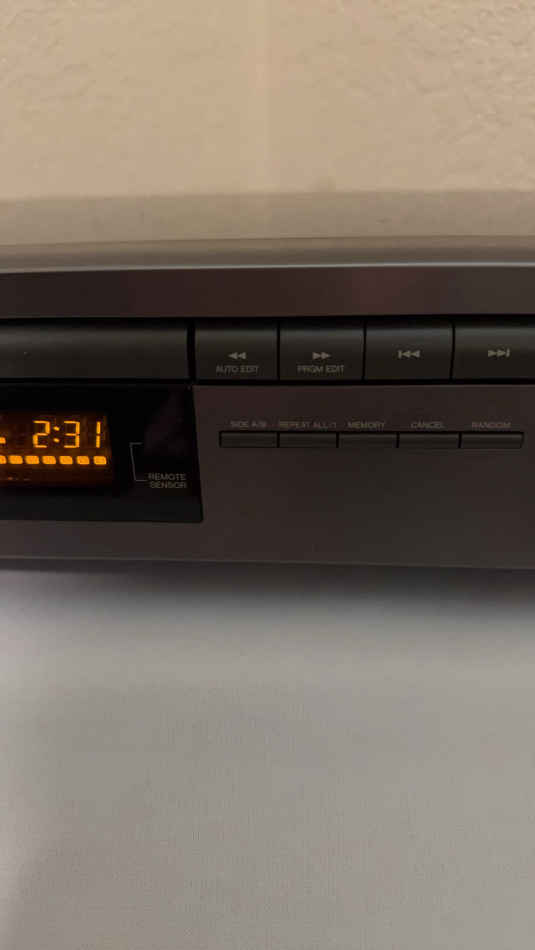 AUTO EDIT
PRGM EDIT
SIDE A/B
REPEAT ALL/1
MEMORY
CANCEL
RANDOM
2:31
REMOTE
SENSOR